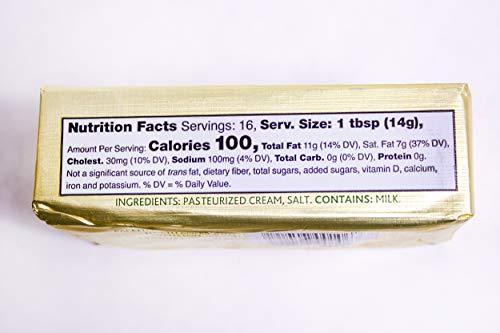 Nutrition Facts Servings: 16, Serv. Size: 1 tbsp (14g),
Amount Per Serving: Calories 100, Total Fat 11g (14% DV), Sat. Fat 7g (37% DV),
Cholest. 30mg (10% DV), Sodium 100mg (4% DV), Total Carb. 0g (0% DV), Protein 0g.
Not a significant source of trans fat, dietary fiber, total sugars, added sugars, vitamin D, calcium,
iron and potassium. % DV = % Daily Value.
INGREDIENTS: PASTEURIZED CREAM, SALT. CONTAINS: MILK.